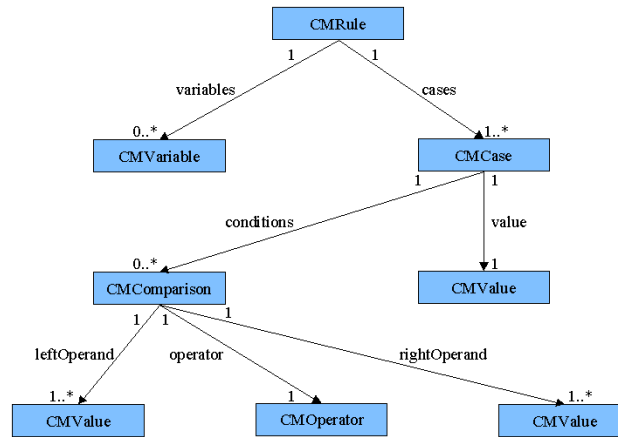 CMRule
1 1
variables cases
0..* 1..*
CMVariable CMCase
1 1
conditions value
0..* 1
CMComparison CMValue
1 1 1
leftOperand operator rightOperand
1..* 1 1..*
CMValue CMOperator CMValue